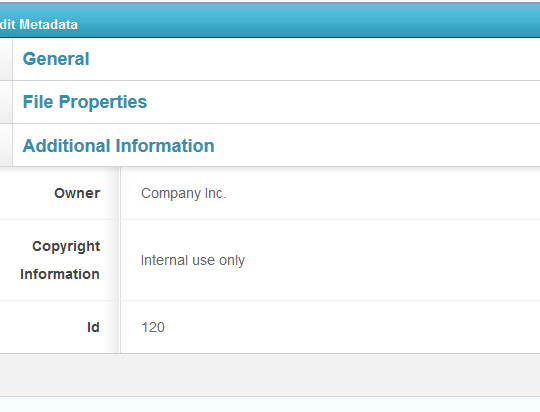 dit Metadata
General
File Properties
Additional Information
Owner Company Inc.
Copyright
Information Internal use only
Id 120